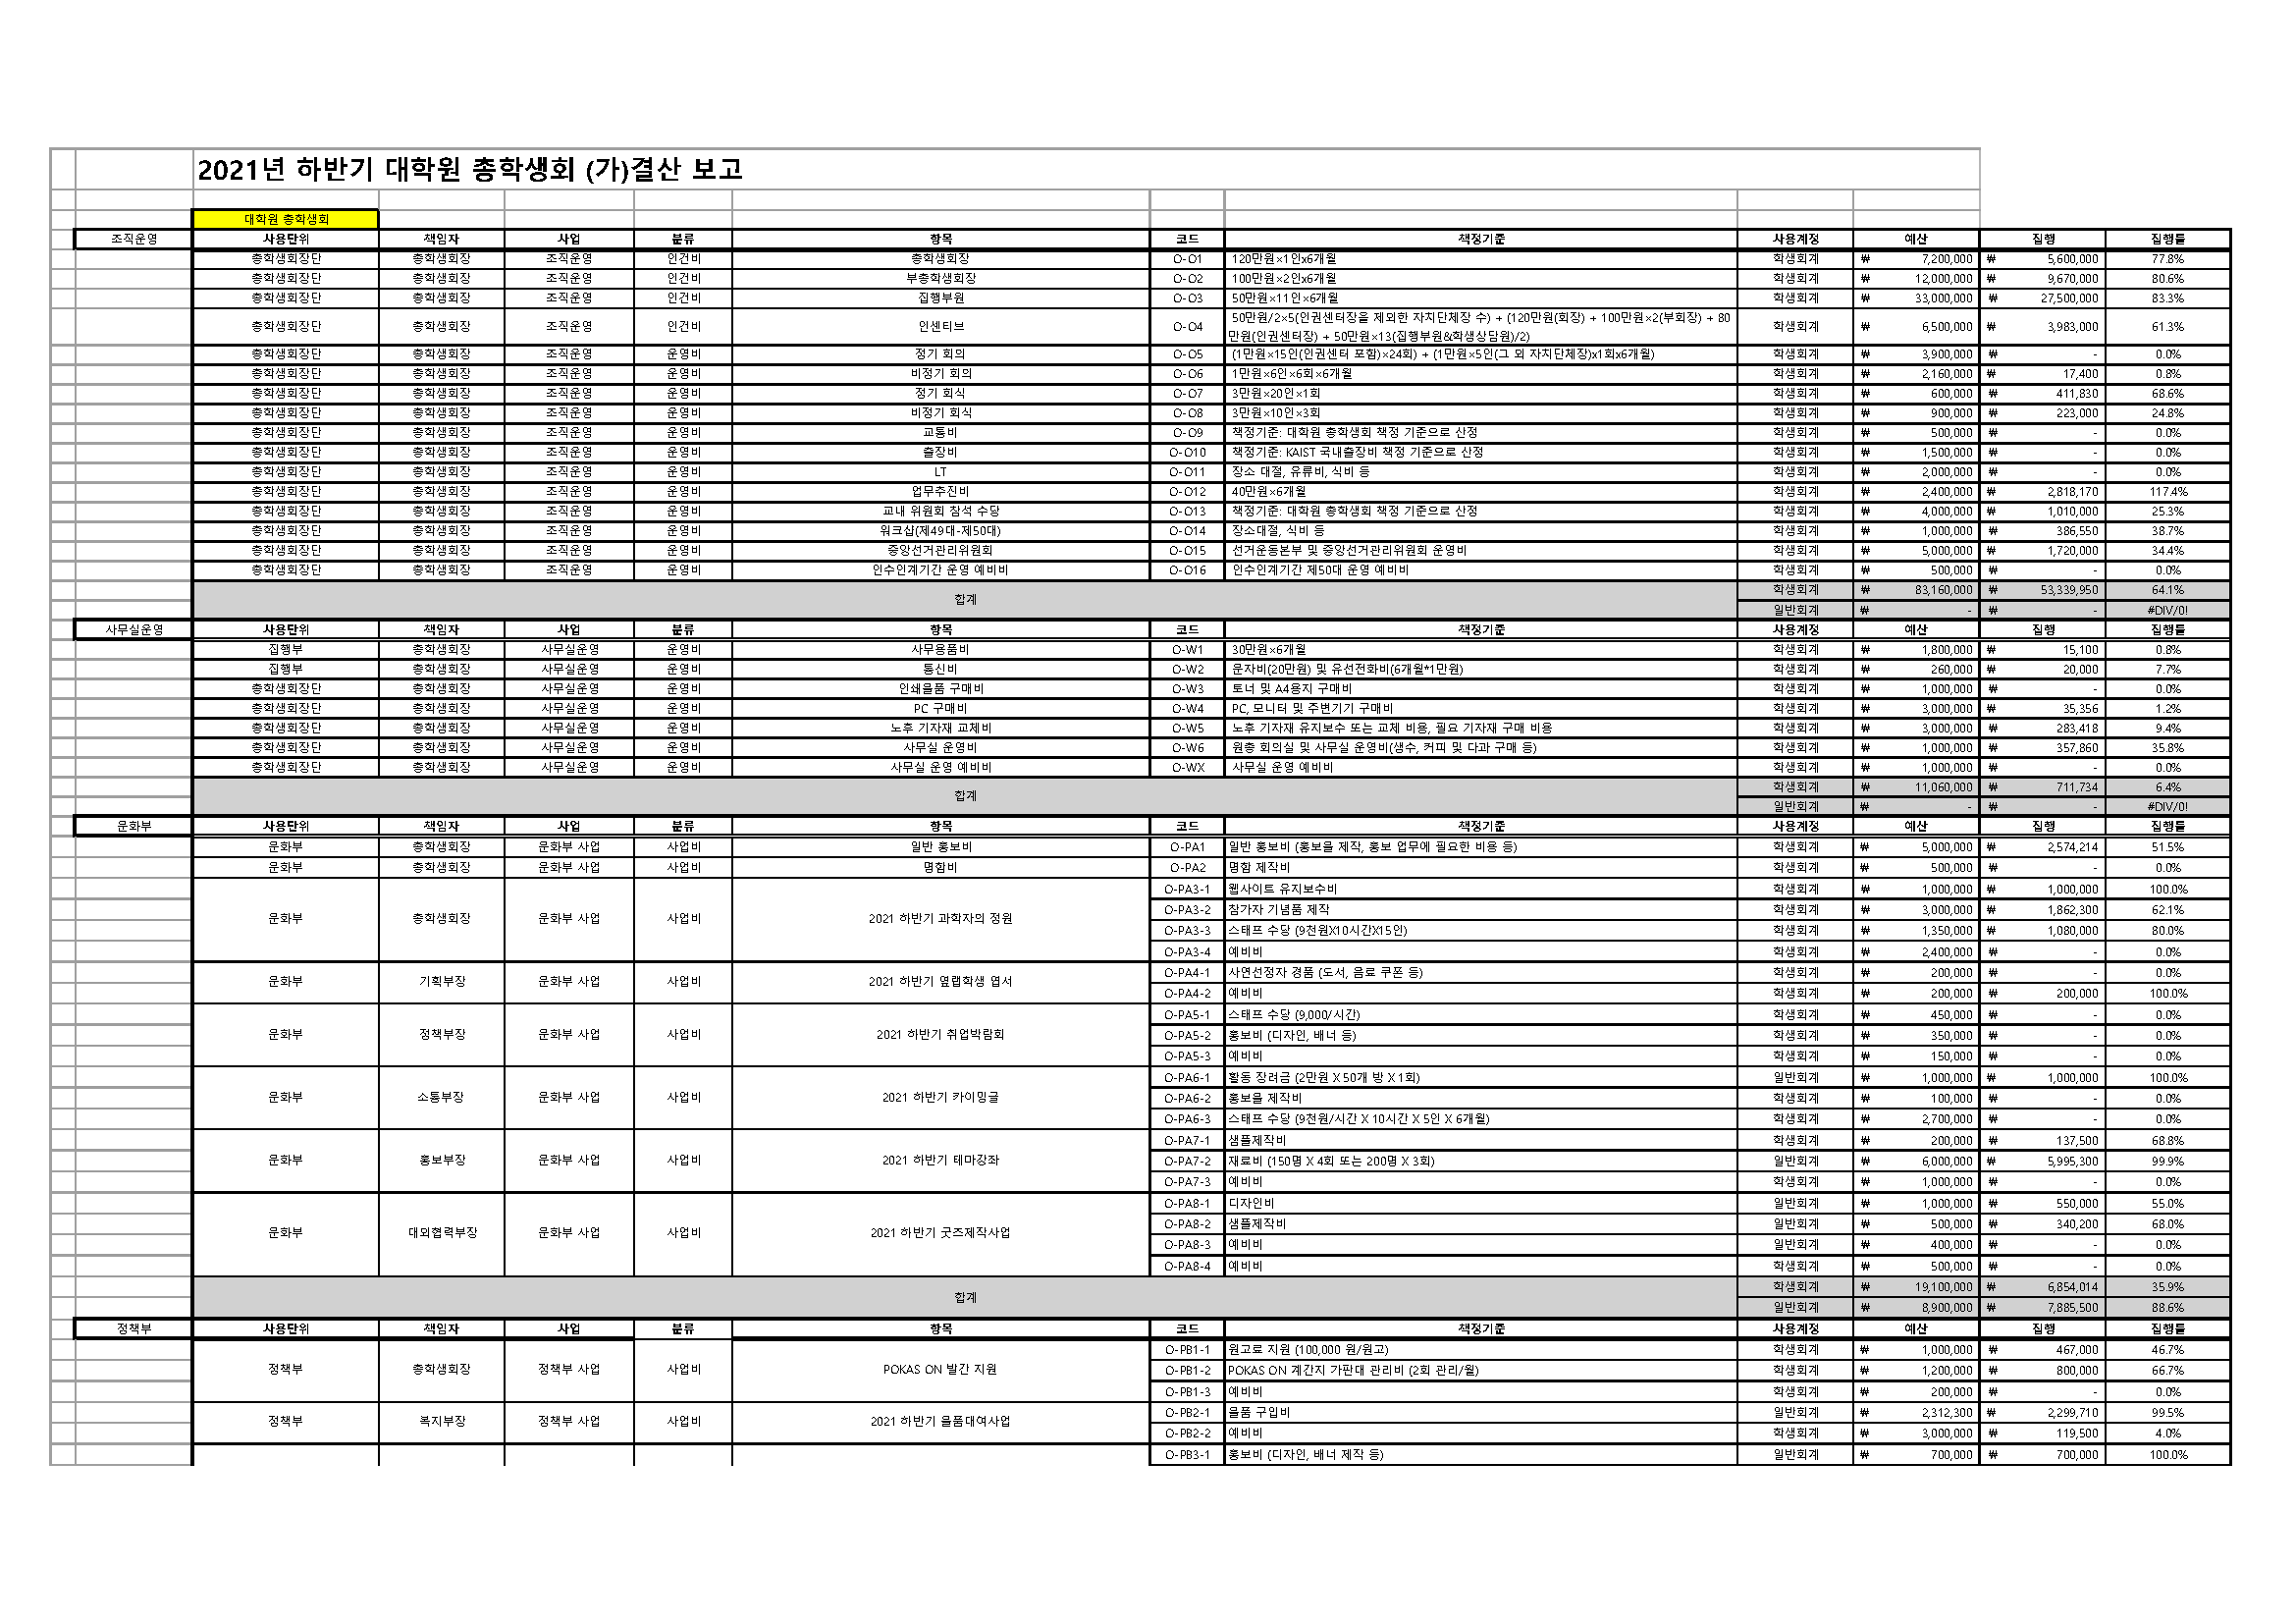 2021년 하반기 대학원 총학생회 (가)결산 보고
대학원 총학생회
조직운영 사용단위 책임자 사업 분류 항목 코드 책정기준 사용계정 예산 집행 집행률
총학생회장단 총학생회장 조직운영 인건비 총학생회장 O-O1 120만원×1인x6개월 학생회계 ₩ 7,200,000 ₩ 5,600,000 77.8%
총학생회장단 총학생회장 조직운영 인건비 부총학생회장 O-O2 100만원×2인x6개월 학생회계 ₩ 12,000,000 ₩ 9,670,000 80.6%
총학생회장단 총학생회장 조직운영 인건비 집행부원 O-O3 50만원×11인×6개월 학생회계 ₩ 33,000,000 ₩ 27,500,000 83.3%
총학생회장단 총학생회장 조직운영 인건비 인센티브 O-O4 50만원/2×5(인권센터장을 제외한 자치단체장 수) + (120만원(회장) + 100만원×2(부회장) + 80
만원(인권센터장) + 50만원×13(집행부원&학생상담원)/2) 학생회계 ₩ 6,500,000 ₩ 3,983,000 61.3%
총학생회장단 총학생회장 조직운영 운영비 정기 회의 O-O5 (1만원×15인(인권센터 포함)×24회) + (1만원×5인(그 외 자치단체장)x1회x6개월) 학생회계 ₩ 3,900,000 ₩ - 0.0%
총학생회장단 총학생회장 조직운영 운영비 비정기 회의 O-O6 1만원×6인×6회×6개월 학생회계 ₩ 2,160,000 ₩ 17,400 0.8%
총학생회장단 총학생회장 조직운영 운영비 정기 회식 O-O7 3만원×20인×1회 학생회계 ₩ 600,000 ₩ 411,830 68.6%
총학생회장단 총학생회장 조직운영 운영비 비정기 회식 O-O8 3만원×10인×3회 학생회계 ₩ 900,000 ₩ 223,000 24.8%
총학생회장단 총학생회장 조직운영 운영비 교통비 O-O9 책정기준: 대학원 총학생회 책정 기준으로 산정 학생회계 ₩ 500,000 ₩ - 0.0%
총학생회장단 총학생회장 조직운영 운영비 출장비 O-O10 책정기준: KAIST 국내출장비 책정 기준으로 산정 학생회계 ₩ 1,500,000 ₩ - 0.0%
총학생회장단 총학생회장 조직운영 운영비 LT O-O11 장소 대절, 유류비, 식비 등 학생회계 ₩ 2,000,000 ₩ - 0.0%
총학생회장단 총학생회장 조직운영 운영비 업무추진비 O-O12 40만원×6개월 학생회계 ₩ 2,400,000 ₩ 2,818,170 117.4%
총학생회장단 총학생회장 조직운영 운영비 교내 위원회 참석 수당 O-O13 책정기준: 대학원 총학생회 책정 기준으로 산정 학생회계 ₩ 4,000,000 ₩ 1,010,000 25.3%
총학생회장단 총학생회장 조직운영 운영비 워크샵(제49대-제50대) O-O14 장소대절, 식비 등 학생회계 ₩ 1,000,000 ₩ 386,550 38.7%
총학생회장단 총학생회장 조직운영 운영비 중앙선거관리위원회 O-O15 선거운동본부 및 중앙선거관리위원회 운영비 학생회계 ₩ 5,000,000 ₩ 1,720,000 34.4%
총학생회장단 총학생회장 조직운영 운영비 인수인계기간 운영 예비비 O-O16 인수인계기간 제50대 운영 예비비 학생회계 ₩ 500,000 ₩ - 0.0%
합계 학생회계 ₩ 83,160,000 ₩ 53,339,950 64.1%
일반회계 ₩ - ₩ - #DIV/0!
사무실운영 사용단위 책임자 사업 분류 항목 코드 책정기준 사용계정 예산 집행 집행률
집행부 총학생회장 사무실운영 운영비 사무용품비 O-W1 30만원×6개월 학생회계 ₩ 1,800,000 ₩ 15,100 0.8%
집행부 총학생회장 사무실운영 운영비 통신비 O-W2 문자비(20만원) 및 유선전화비(6개월*1만원) 학생회계 ₩ 260,000 ₩ 20,000 7.7%
총학생회장단 총학생회장 사무실운영 운영비 인쇄물품 구매비 O-W3 토너 및 A4용지 구매비 학생회계 ₩ 1,000,000 ₩ - 0.0%
총학생회장단 총학생회장 사무실운영 운영비 PC 구매비 O-W4 PC, 모니터 및 주변기기 구매비 학생회계 ₩ 3,000,000 ₩ 35,356 1.2%
총학생회장단 총학생회장 사무실운영 운영비 노후 기자재 교체비 O-W5 노후 기자재 유지보수 또는 교체 비용, 필요 기자재 구매 비용 학생회계 ₩ 3,000,000 ₩ 283,418 9.4%
총학생회장단 총학생회장 사무실운영 운영비 사무실 운영비 O-W6 원총 회의실 및 사무실 운영비(생수, 커피 및 다과 구매 등) 학생회계 ₩ 1,000,000 ₩ 357,860 35.8%
총학생회장단 총학생회장 사무실운영 운영비 사무실 운영 예비비 O-WX 사무실 운영 예비비 학생회계 ₩ 1,000,000 ₩ - 0.0%
합계 학생회계 ₩ 11,060,000 ₩ 711,734 6.4%
일반회계 ₩ - ₩ - #DIV/0!
문화부 사용단위 책임자 사업 분류 항목 코드 책정기준 사용계정 예산 집행 집행률
문화부 총학생회장 문화부 사업 사업비 일반 홍보비 O-PA1 일반 홍보비 (홍보물 제작, 홍보 업무에 필요한 비용 등) 학생회계 ₩ 5,000,000 ₩ 2,574,214 51.5%
문화부 총학생회장 문화부 사업 사업비 명함비 O-PA2 명함 제작비 학생회계 ₩ 500,000 ₩ - 0.0%
문화부 총학생회장 문화부 사업 사업비 2021 하반기 과학자의 정원 O-PA3-1 웹사이트 유지보수비 학생회계 ₩ 1,000,000 ₩ 1,000,000 100.0%
O-PA3-2 참가자 기념품 제작 학생회계 ₩ 3,000,000 ₩ 1,862,300 62.1%
O-PA3-3 스태프 수당 (9천원X10시간X15인) 학생회계 ₩ 1,350,000 ₩ 1,080,000 80.0%
O-PA3-4 예비비 학생회계 ₩ 2,400,000 ₩ - 0.0%
문화부 기획부장 문화부 사업 사업비 2021 하반기 옆랩학생 엽서 O-PA4-1 사연선정자 경품 (도서, 음료 쿠폰 등) 학생회계 ₩ 200,000 ₩ - 0.0%
O-PA4-2 예비비 학생회계 ₩ 200,000 ₩ 200,000 100.0%
문화부 정책부장 문화부 사업 사업비 2021 하반기 취업박람회 O-PA5-1 스태프 수당 (9,000/시간) 학생회계 ₩ 450,000 ₩ - 0.0%
O-PA5-2 홍보비 (디자인, 배너 등) 학생회계 ₩ 350,000 ₩ - 0.0%
O-PA5-3 예비비 학생회계 ₩ 150,000 ₩ - 0.0%
문화부 소통부장 문화부 사업 사업비 2021 하반기 카이밍글 O-PA6-1 활동 장려금 (2만원 X 50개 방 X 1회) 일반회계 ₩ 1,000,000 ₩ 1,000,000 100.0%
O-PA6-2 홍보물 제작비 학생회계 ₩ 100,000 ₩ - 0.0%
O-PA6-3 스태프 수당 (9천원/시간 X 10시간 X 5인 X 6개월) 학생회계 ₩ 2,700,000 ₩ - 0.0%
문화부 홍보부장 문화부 사업 사업비 2021 하반기 테마강좌 O-PA7-1 샘플제작비 학생회계 ₩ 200,000 ₩ 137,500 68.8%
O-PA7-2 재료비 (150명 X 4회 또는 200명 X 3회) 일반회계 ₩ 6,000,000 ₩ 5,995,300 99.9%
O-PA7-3 예비비 학생회계 ₩ 1,000,000 ₩ - 0.0%
문화부 대외협력부장 문화부 사업 사업비 2021 하반기 굿즈제작사업 O-PA8-1 디자인비 일반회계 ₩ 1,000,000 ₩ 550,000 55.0%
O-PA8-2 샘플제작비 일반회계 ₩ 500,000 ₩ 340,200 68.0%
O-PA8-3 예비비 일반회계 ₩ 400,000 ₩ - 0.0%
O-PA8-4 예비비 학생회계 ₩ 500,000 ₩ - 0.0%
합계 학생회계 ₩ 19,100,000 ₩ 6,854,014 35.9%
일반회계 ₩ 8,900,000 ₩ 7,885,500 88.6%
정책부 사용단위 책임자 사업 분류 항목 코드 책정기준 사용계정 예산 집행 집행률
정책부 총학생회장 정책부 사업 사업비 POKAS ON 발간 지원 O-PB1-1 원고료 지원 (100,000 원/원고) 학생회계 ₩ 1,000,000 ₩ 467,000 46.7%
O-PB1-2 POKAS ON 계간지 가판대 관리비 (2회 관리/월) 학생회계 ₩ 1,200,000 ₩ 800,000 66.7%
O-PB1-3 예비비 학생회계 ₩ 200,000 ₩ - 0.0%
정책부 복지부장 정책부 사업 사업비 2021 하반기 물품대여사업 O-PB2-1 물품 구입비 일반회계 ₩ 2,312,300 ₩ 2,299,710 99.5%
O-PB2-2 예비비 학생회계 ₩ 3,000,000 ₩ 119,500 4.0%
O-PB3-1 홍보비 (디자인, 배너 제작 등) 일반회계 ₩ 700,000 ₩ 700,000 100.0%